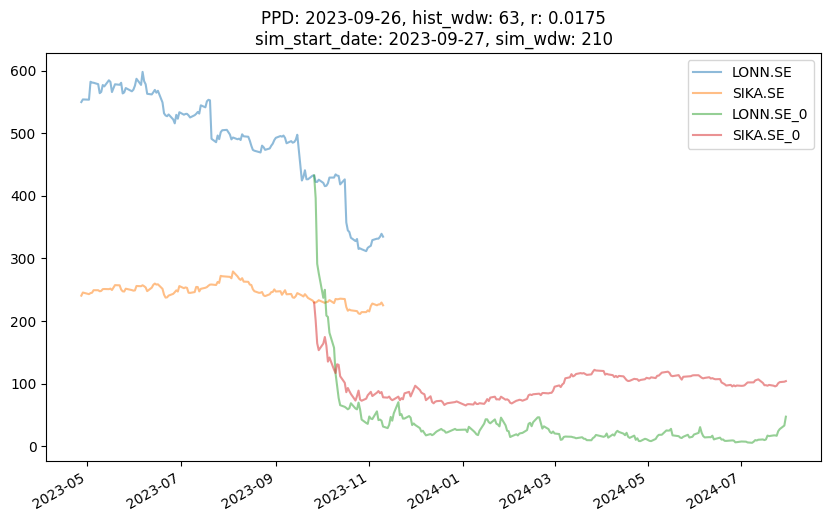 PPD: 2023-09-26, hist_wdw: 63, r: 0.0175
sim_start_date: 2023-09-27, sim_wdw: 210
LONN.SE
SIKA.SE
LONN.SE_0
SIKA.SE_0
600
500
400
300
200
100
0
2023-05
2023-07
2023-09
2023-11
2024-01
2024-03
2024-05
2024-07